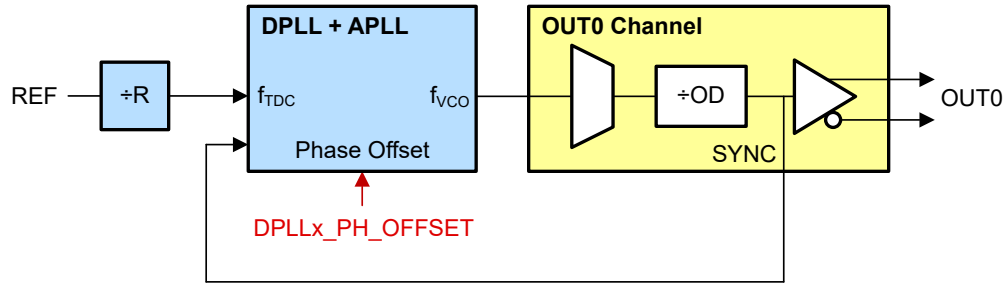 DPLL + APLL
OUT0 Channel
REF
÷R
fTDC
fVCO
÷OD
OUT0
Phase Offset
SYNC
DPLLx_PH_OFFSET